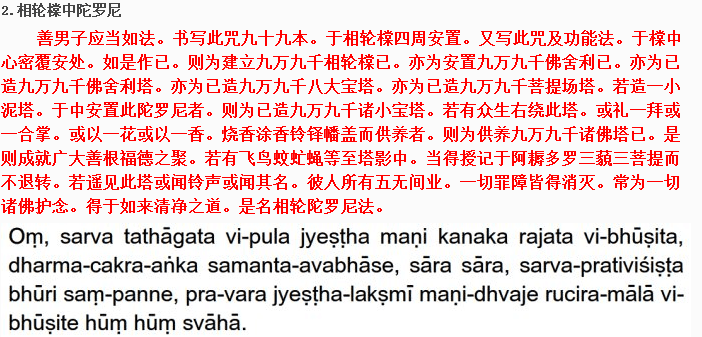 2.相轮樘中陀罗尼
善男子应当如法。书写此咒九十九本。于相轮樘四周安置。又写此咒及功能法。于樘中
心密覆安处。如是作已。则为建立九万九千相轮樘已。亦为安置九万九千佛舍利已。亦为已
造九万九千佛舍利塔。亦为已造九万九千八大宝塔。亦为已造九万九千菩提场塔。若造一小
泥塔。于中安置此陀罗尼者。则为已造九万九千诸小宝塔。若有众生右绕此塔。或礼一拜或
一合掌。或以一花或以一香。烧香涂香铃铎幡盖而供养者。则为供养九万九千诸佛塔已。是
则成就广大善根福德之聚。若有飞鸟蚊虻蝇等至塔影中。当得授记于阿耨多罗三藐三菩提而
不退转。若遥见此塔或闻铃声或闻其名。彼人所有五无间业。一切罪障皆得消灭。常为一切
诸佛护念。得于如来清净之道。是名相轮陀罗尼法。
Oṃ, sarva tathāgata vi-pula jyeṣṭha maṇi kanaka rajata vi-bhūṣita,
dharma-cakra-aṅka samanta-avabhāse, sāra sāra, sarva-prativiśiṣṭa
bhūri saṃ-panne, pra-vara jyeṣṭha-lakṣmī maṇi-dhvaje rucira-mālā vi-
bhūṣite hūṃ hūṃ svāhā.